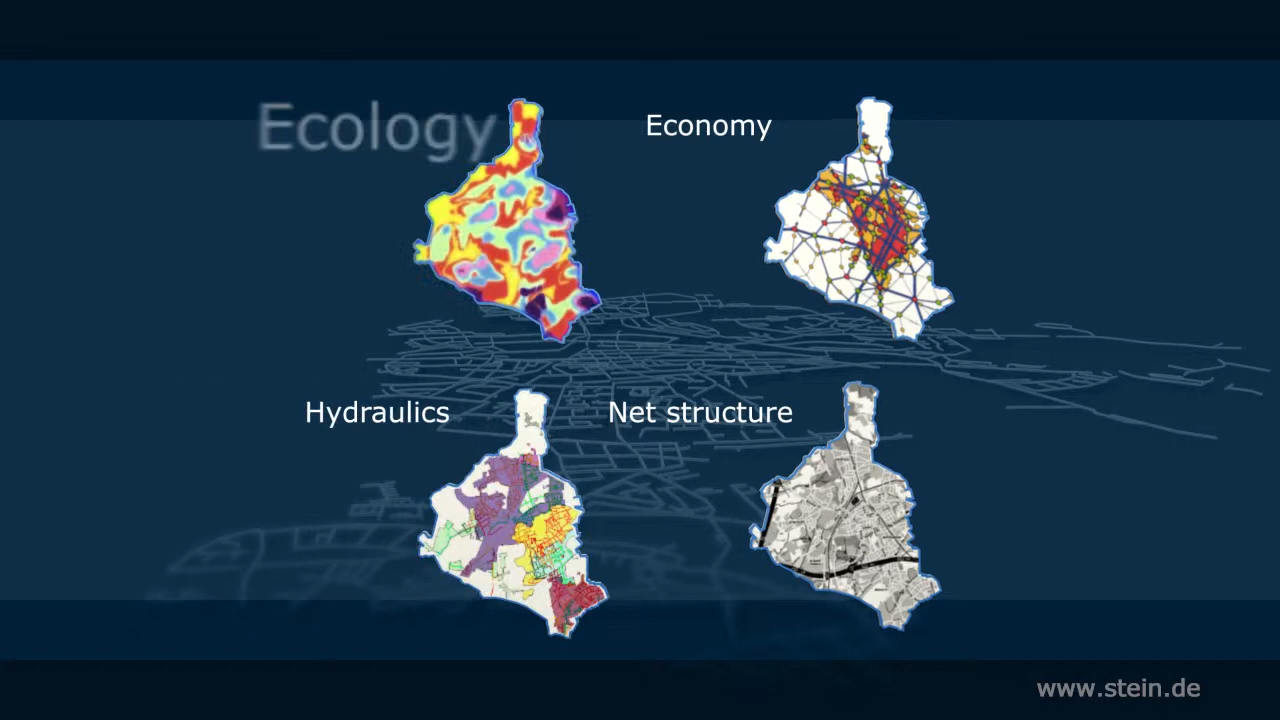 Ecology
Economy
Hydraulics
Net structure
www.stein.de